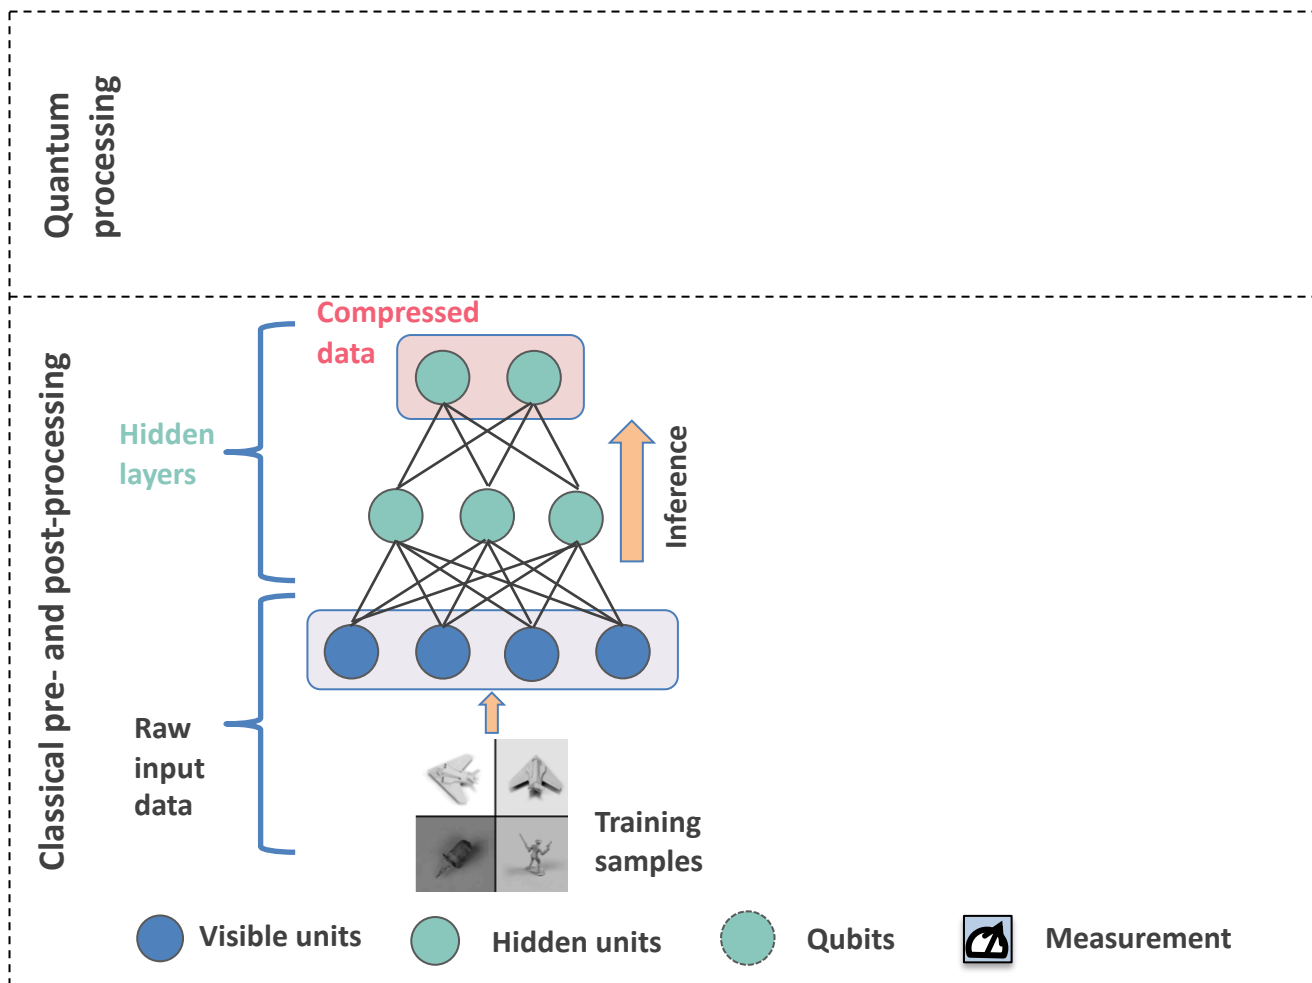 Quantum
processing
Compressed
data
Hidden
layers
Inference
Classical pre- and post-processing
Raw
input
data
Training
samples
Visible units
Hidden units
Qubits
Measurement